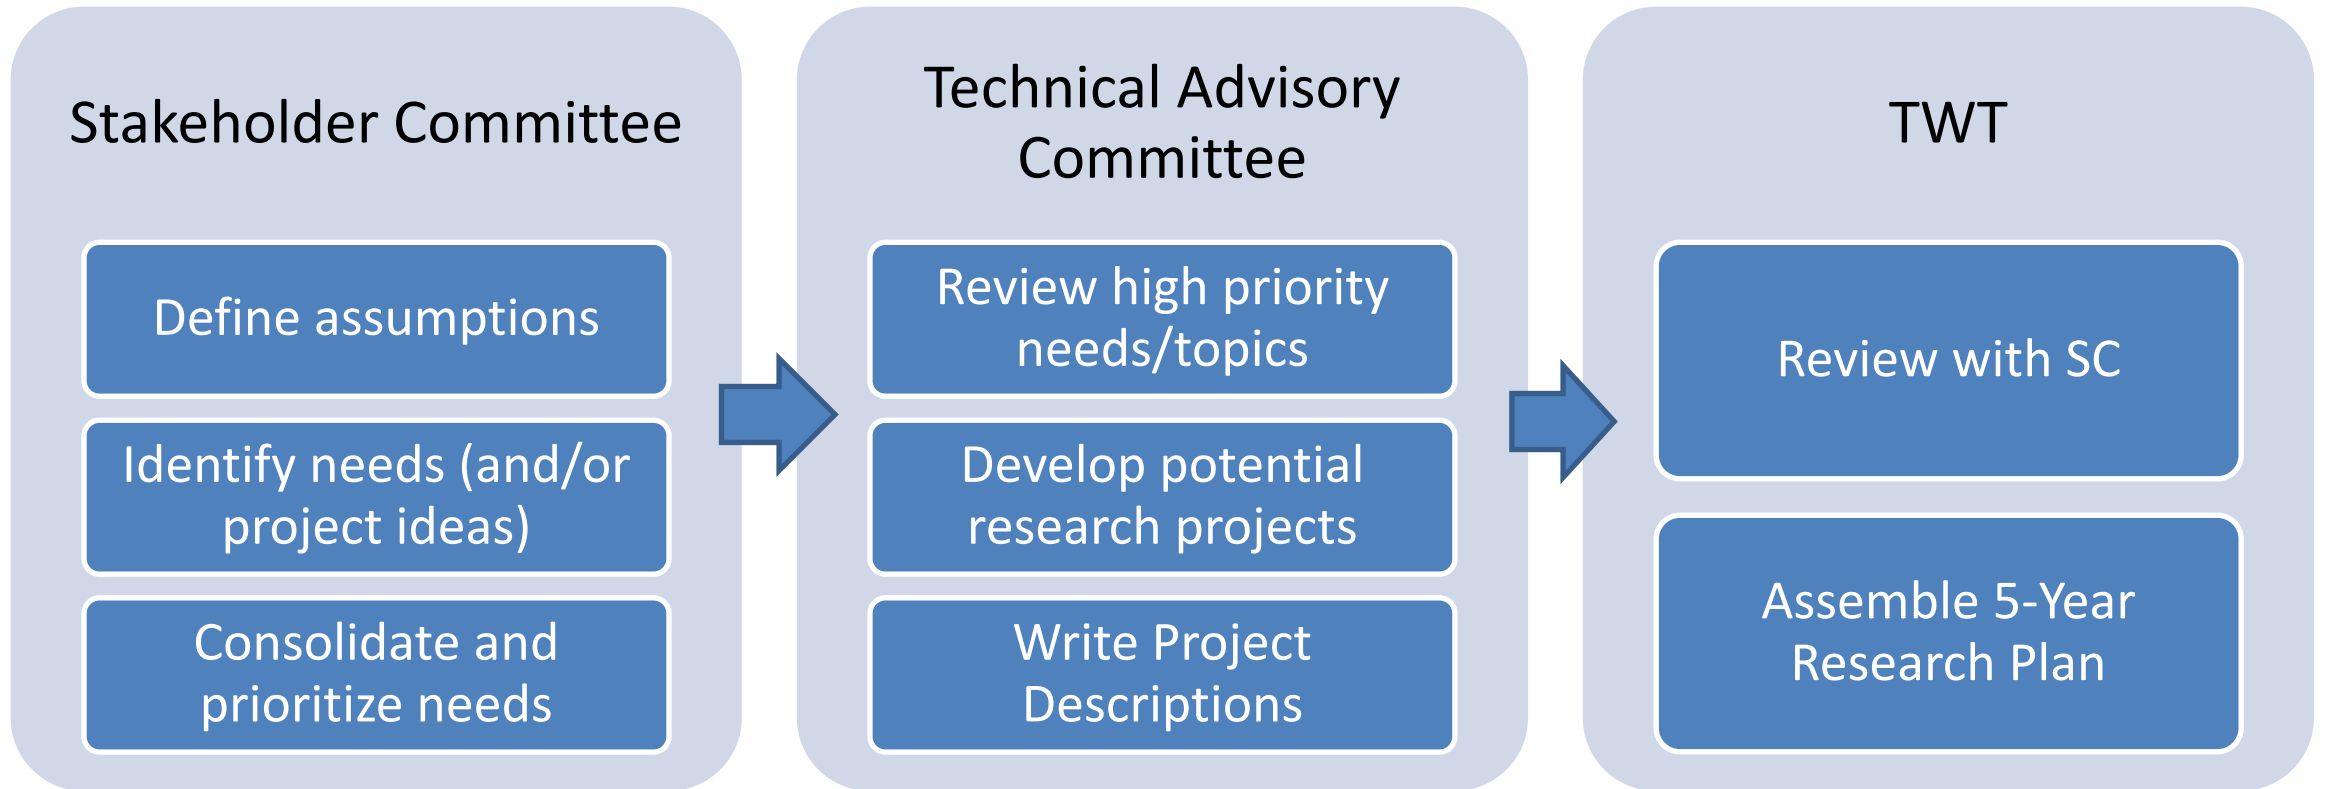 Stakeholder Committee
Define assumptions
Identify needs (and/or
project ideas)
Consolidate and
prioritize needs
Technical Advisory
Committee
Review high priority
needs/topics
Develop potential
research projects
Write Project
Descriptions
TWT
Review with SC
Assemble 5-Year
Research Plan